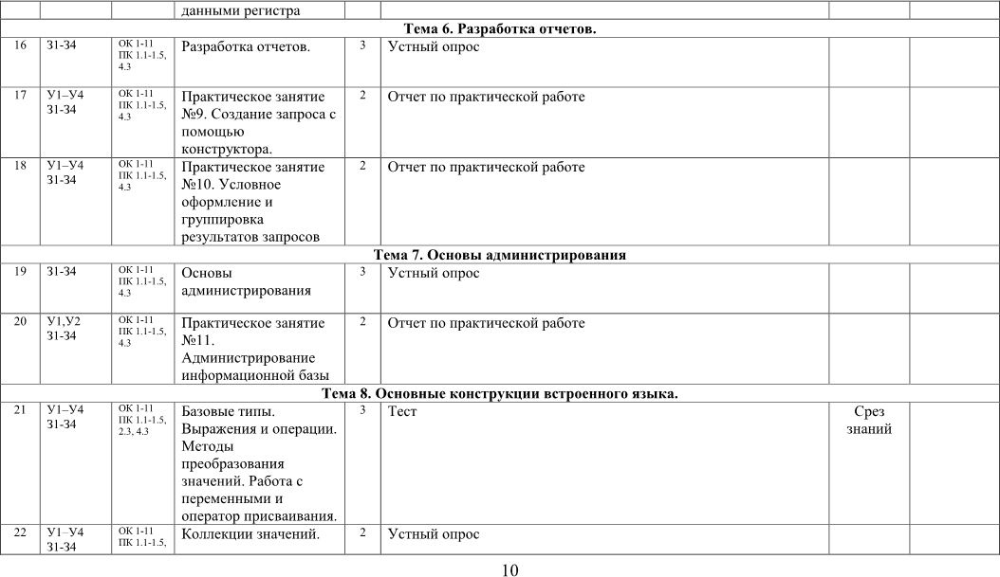 данными регистра
Тема 6. Разработка отчетов.
16 З1-З4 ОК 1-11 Разработка отчетов. 3 Устный опрос
ПК 1.1-1.5,
4.3
17 У1–У4 ОК 1-11 Практическое занятие 2 Отчет по практической работе
З1-З4 ПК 1.1-1.5, №9. Создание запроса с
4.3 помощью
конструктора.
18 У1–У4 ОК 1-11 Практическое занятие 2 Отчет по практической работе
З1-З4 ПК 1.1-1.5, №10. Условное
4.3 оформление и
группировка
результатов запросов
Тема 7. Основы администрирования
19 З1-З4 ОК 1-11 Основы 3 Устный опрос
ПК 1.1-1.5, администрирования
4.3
20 У1,У2 ОК 1-11 Практическое занятие 2 Отчет по практической работе
З1-З4 ПК 1.1-1.5, №11.
4.3 Администрирование
информационной базы
Тема 8. Основные конструкции встроенного языка.
21 У1–У4 ОК 1-11 Базовые типы. 3 Тест Срез
З1-З4 ПК 1.1-1.5, Выражения и операции. знаний
2.3, 4.3 Методы
преобразования
значений. Работа с
переменными и
оператор присваивания.
22 У1–У4 ОК 1-11 Коллекции значений. 2 Устный опрос
З1-З4 ПК 1.1-1.5,
10